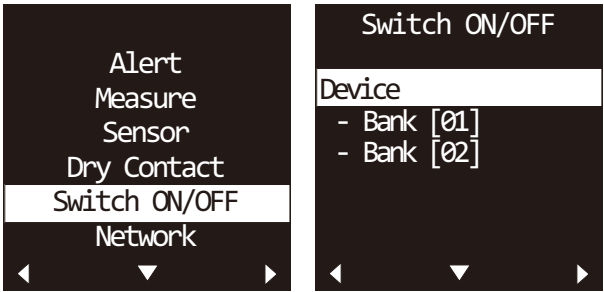 Alert
Measure
Sensor
Dry Contact
Switch ON/OFF
Network
Switch ON/OFF
Device
- Bank [01]
- Bank [02]